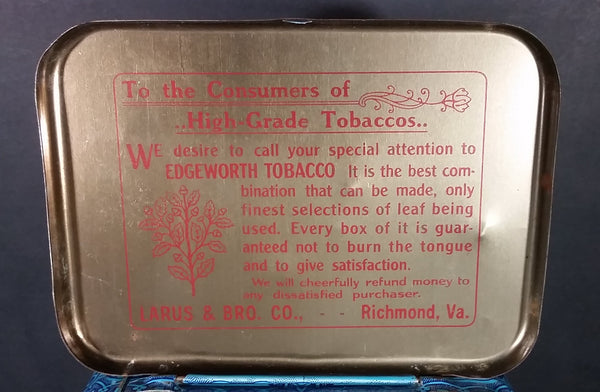 To the Consumers of
..High-Grade Tobaccos..
WE desire to call your special attention to
EDGEWORTH TOBACCO It is the best com-
bination that can be made, only
finest selections of leaf being
used. Every box of it is guar-
anteed not to burn the tongue
and to give satisfaction.
We will cheerfully refund money to
any dissatisfied purchaser.
LARUS & BRO. CO., - - Richmond, Va.